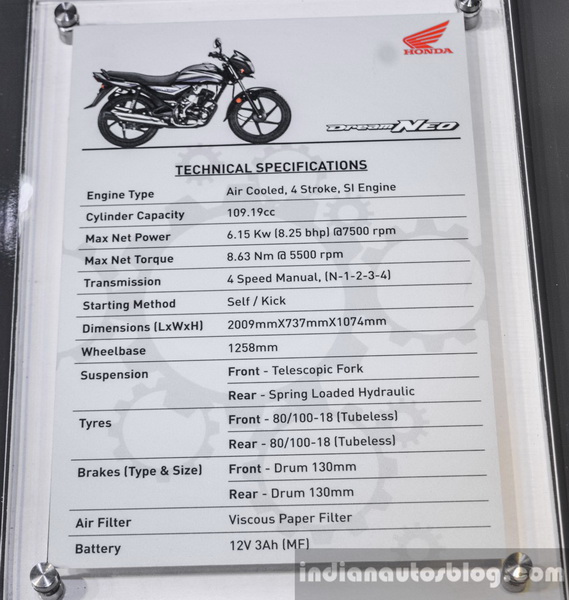 HONDA
Dream NEO
TECHNICAL SPECIFICATIONS
Engine Type Air Cooled, 4 Stroke, SI Engine
Cylinder Capacity 109.19cc
Max Net Power 6.15 Kw (8.25 bhp) @7500 rpm
Max Net Torque 8.63 Nm @ 5500 rpm
Transmission 4 Speed Manual, (N-1-2-3-4)
Starting Method Self / Kick
Dimensions (LxWxH) 2009mmX737mmX1074mm
Wheelbase 1258mm
Suspension Front - Telescopic Fork
Rear - Spring Loaded Hydraulic
Tyres Front - 80/100-18 (Tubeless)
Rear - 80/100-18 (Tubeless)
Brakes (Type & Size) Front - Drum 130mm
Rear - Drum 130mm
Air Filter Viscous Paper Filter
Battery 12V 3Ah (MF)
indianautosblog.com